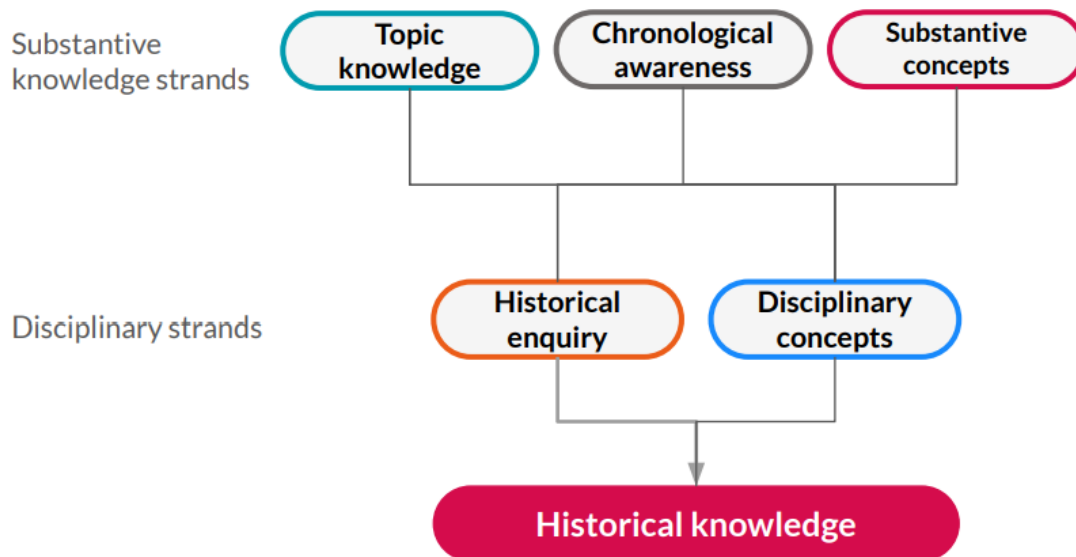 Substantive
knowledge strands
Topic
knowledge
Chronological
awareness
Substantive
concepts
Disciplinary strands
Historical
enquiry
Disciplinary
concepts
Historical knowledge